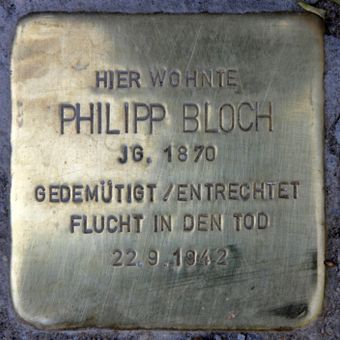 HIER WOHNTE
PHILIPP BLOCH
JG. 1870
GEDEMÜTIGT / ENTRECHTET
FLUCHT IN DEN TOD
22.9.1942